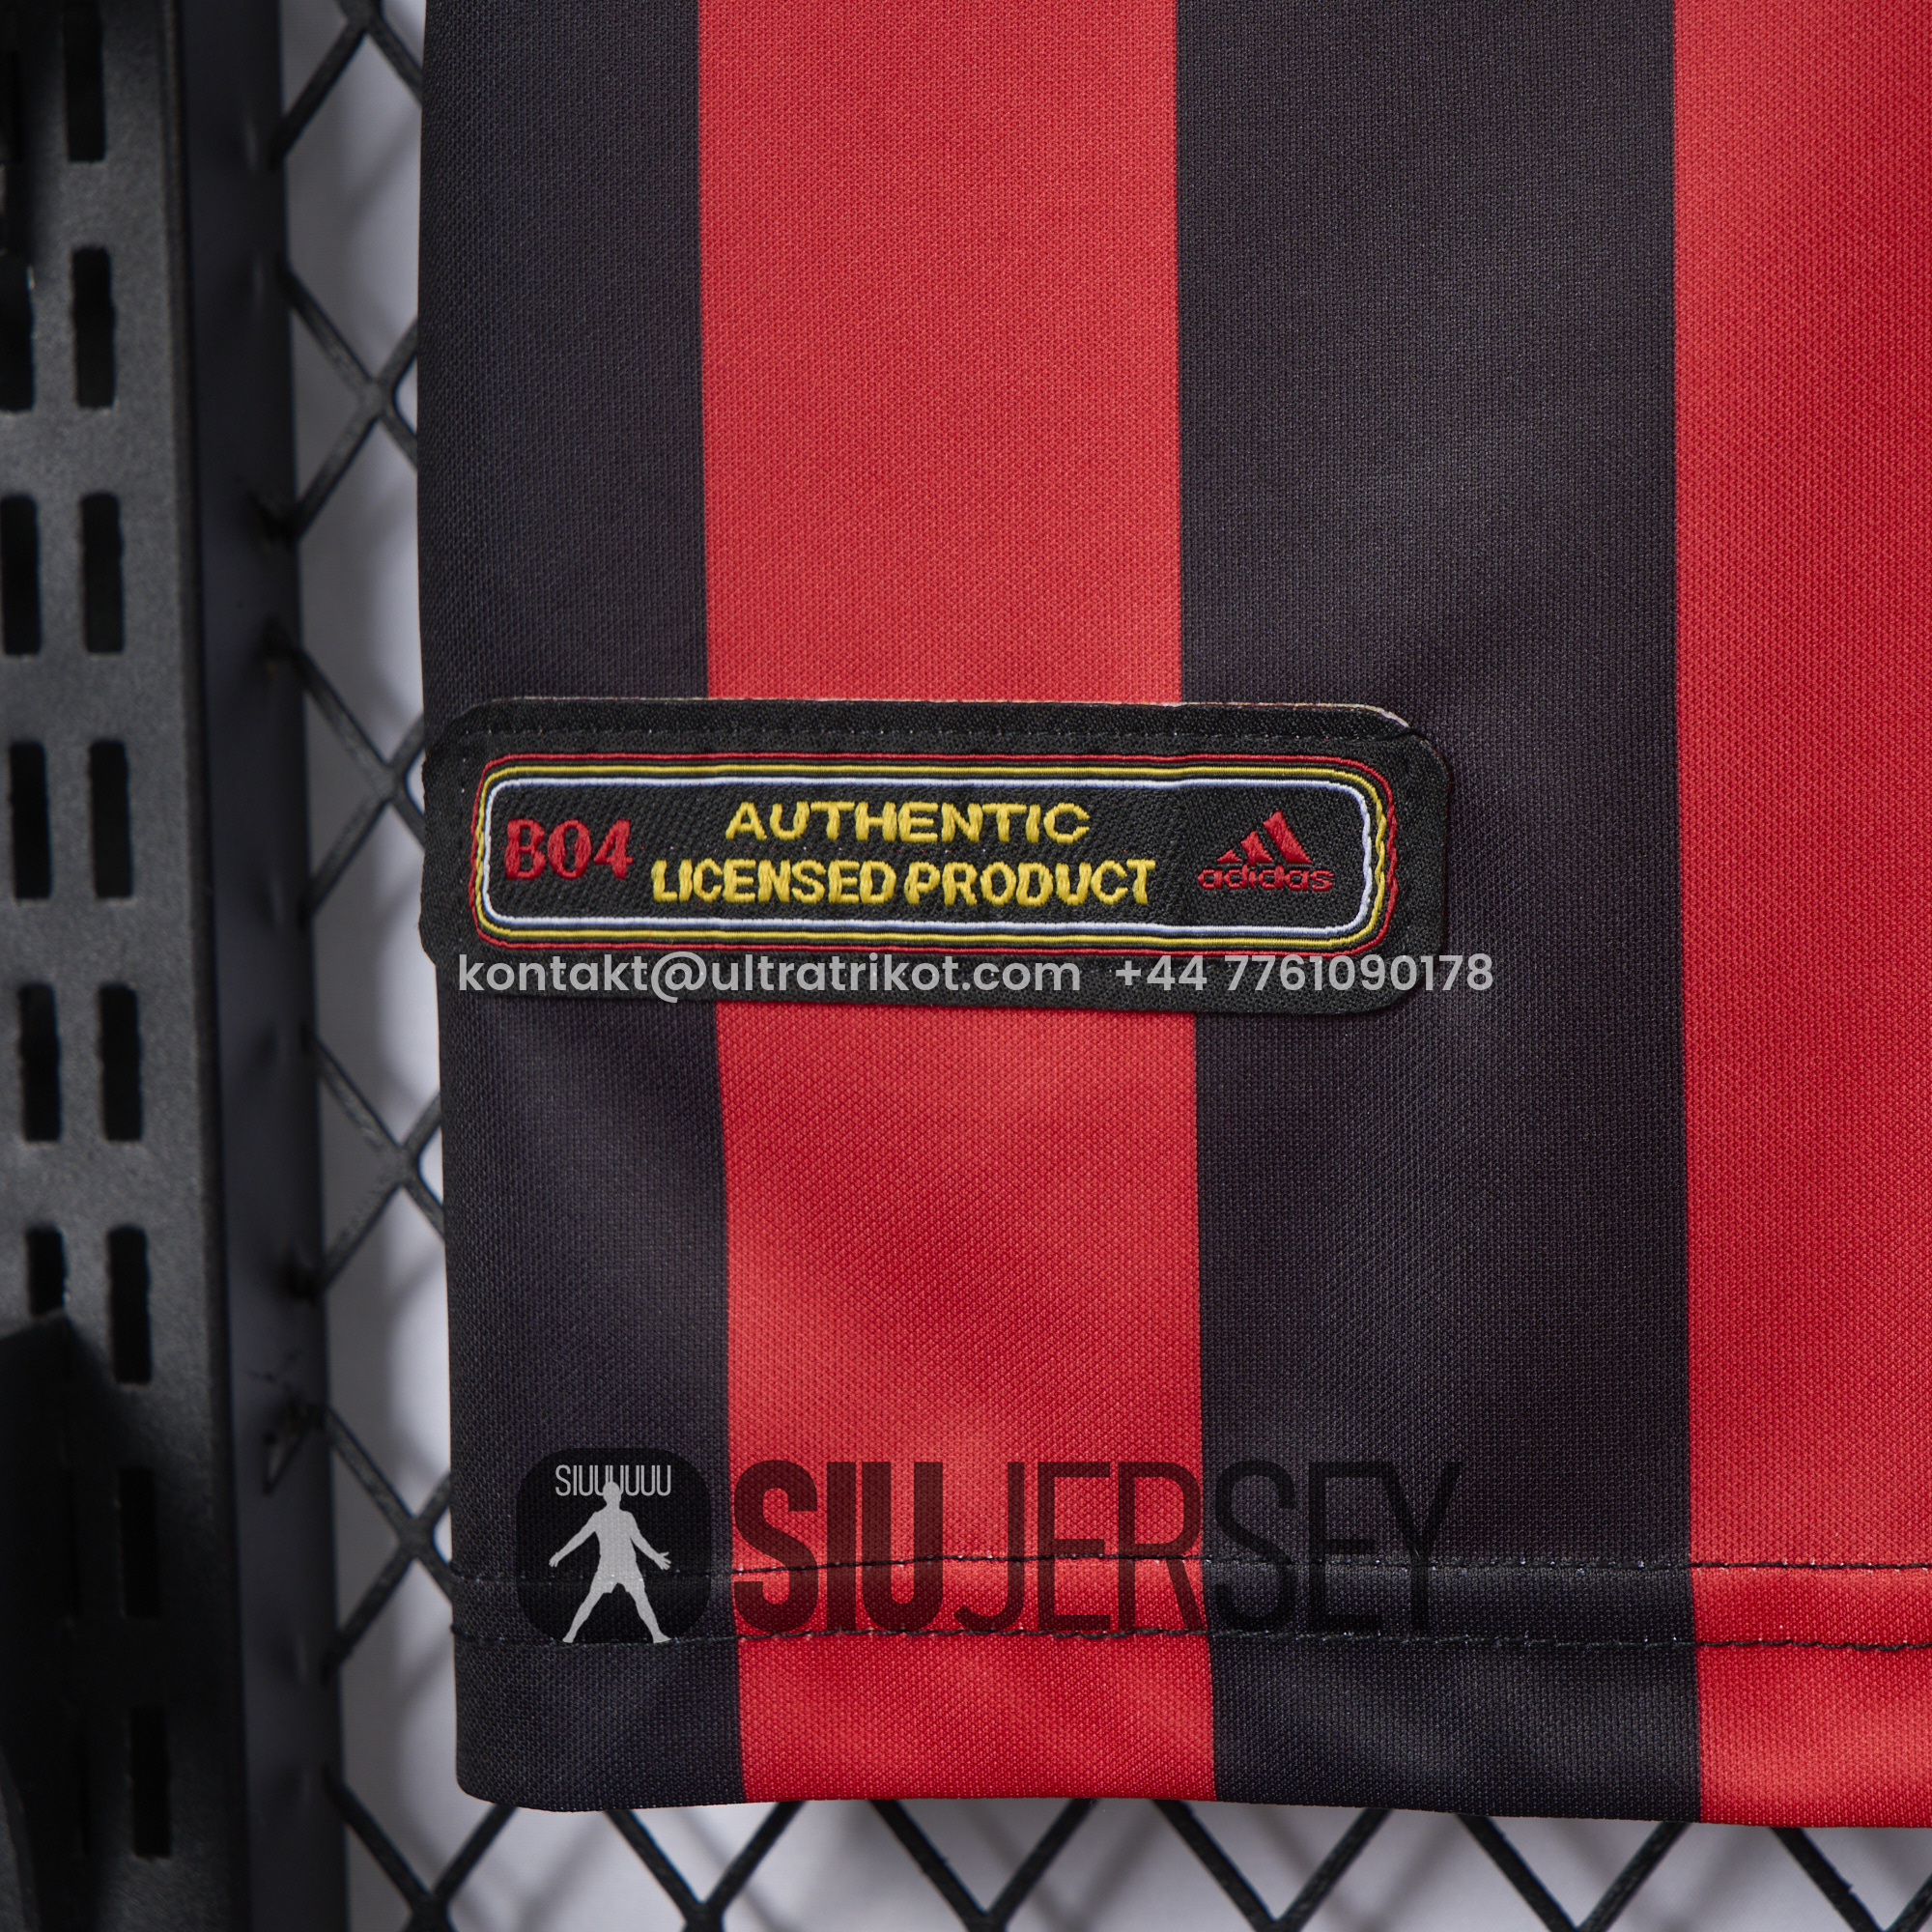 B04
AUTHENTIC
LICENSED PRODUCT
adidas
kontakt@ultratrikot.com +44 7761090178
SIUUUUUU
SIUJERSEY